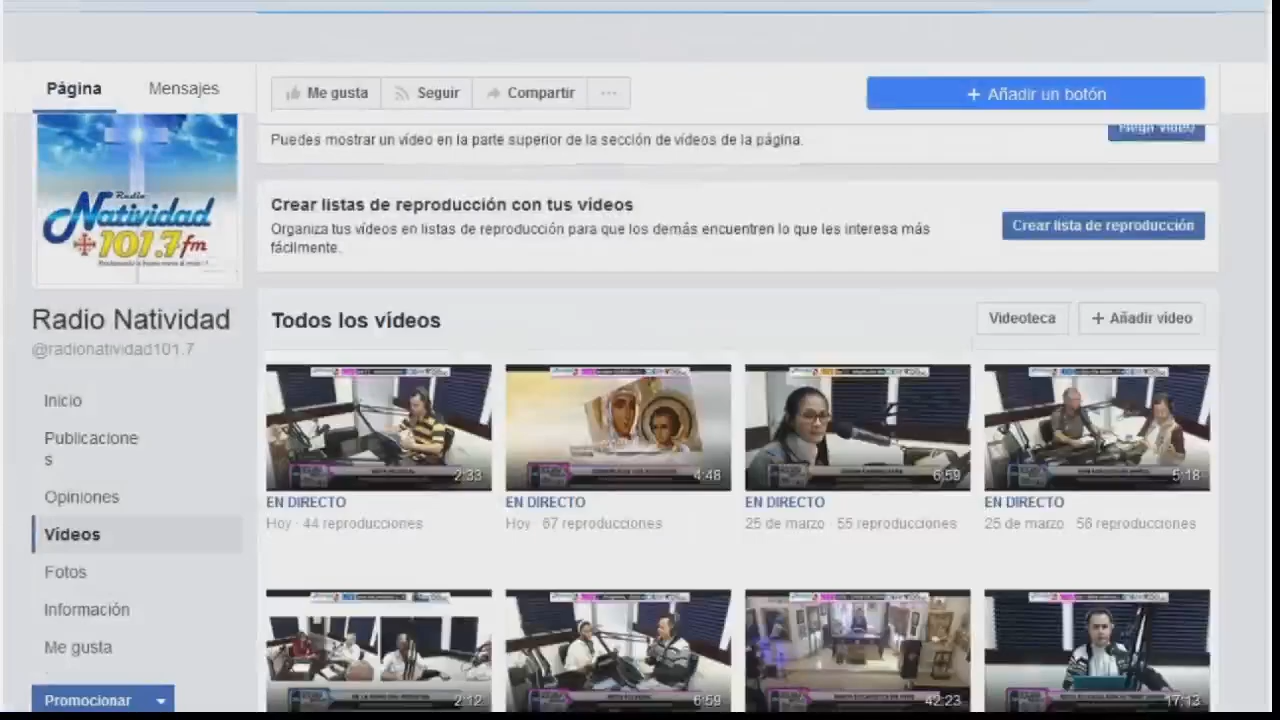 Página
Mensajes
Me gusta
Seguir
Compartir
+ Añadir un botón
Puedes mostrar un vídeo en la parte superior de la sección de vídeos de la página.
Elegir vídeo
Radio
Natividad
101.7 fm
Crear listas de reproducción con tus vídeos
Organiza tus vídeos en listas de reproducción para que los demás encuentren lo que les interesa más
fácilmente.
Crear lista de reproducción
Radio Natividad
@radionatividad101.7
Todos los vídeos
Videoteca
+ Añadir vídeo
2:33
4:48
6:59
5:18
EN DIRECTO
Hoy · 44 reproducciones
EN DIRECTO
Hoy · 67 reproducciones
EN DIRECTO
25 de marzo · 55 reproducciones
EN DIRECTO
25 de marzo · 56 reproducciones
Inicio
Publicacione
s
Opiniones
Vídeos
Fotos
Información
Me gusta
Promocionar
2:12
6:59
42:23
17:13